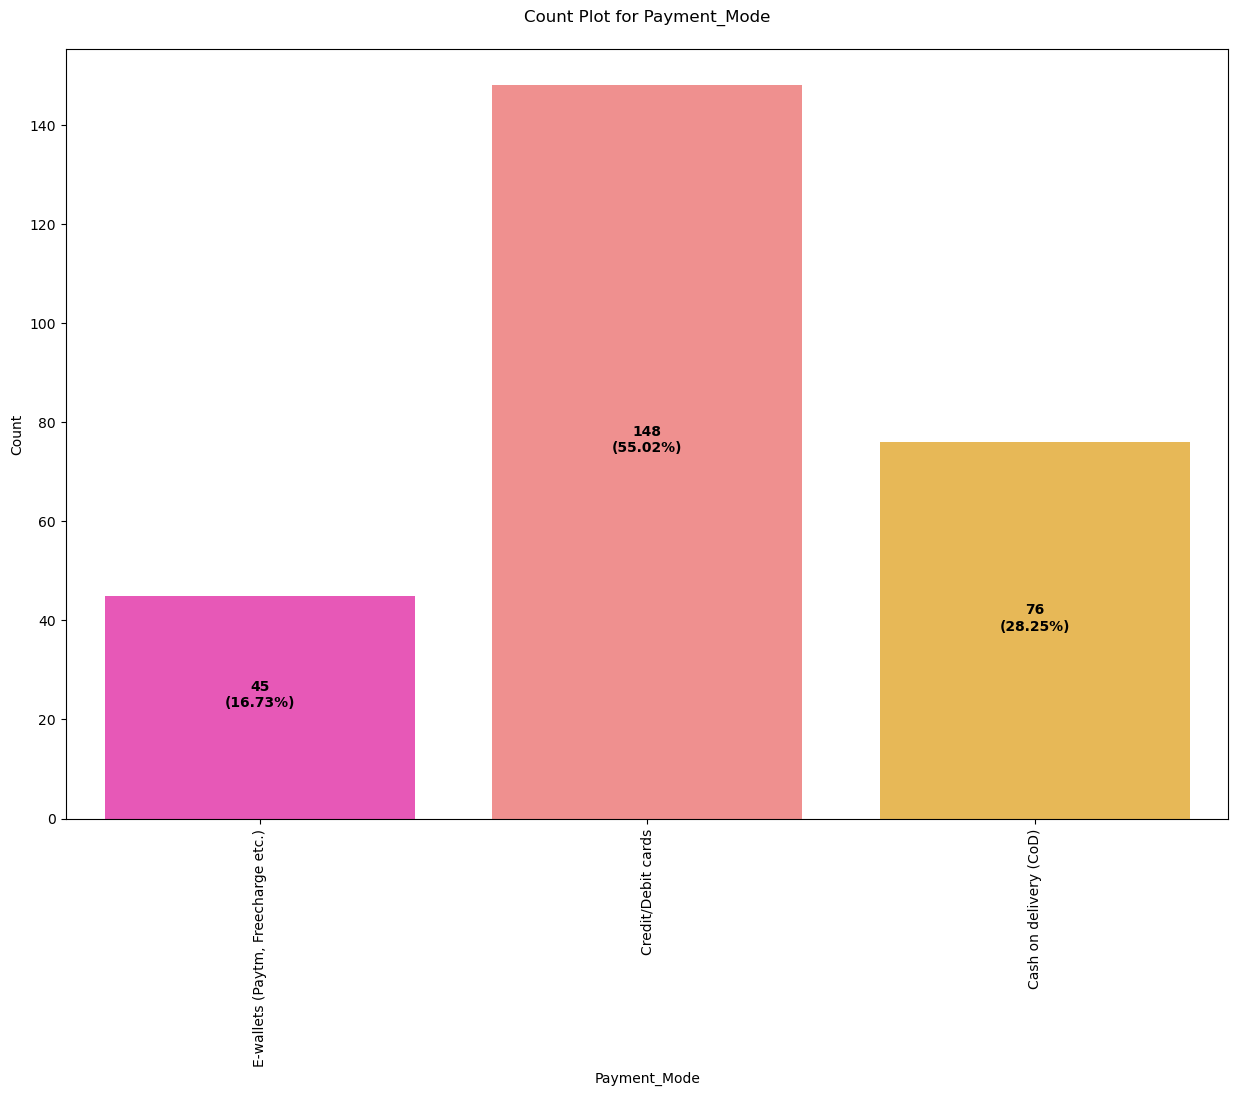 Count Plot for Payment_Mode
Count
140
120
100
80
60
40
20
0
45
(16.73%)
148
(55.02%)
76
(28.25%)
E-wallets (Paytm, Freecharge etc.)
Credit/Debit cards
Cash on delivery (CoD)
Payment_Mode